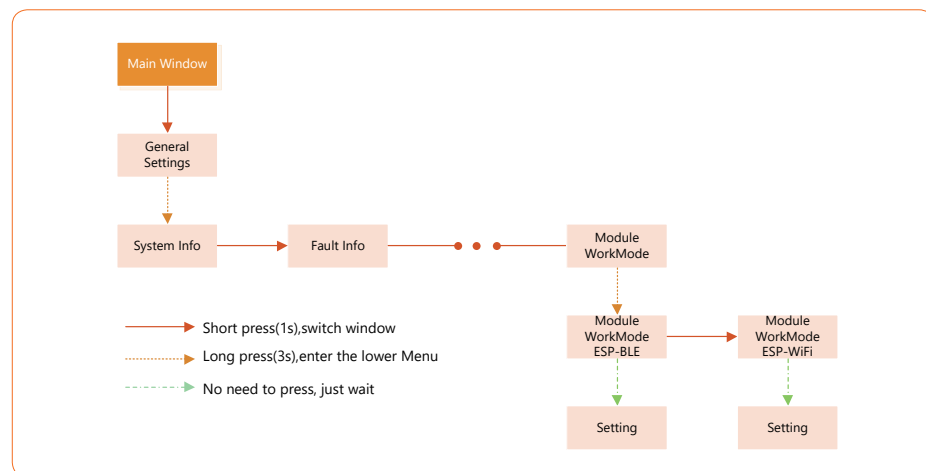 Main Window
General
Settings
System Info
Fault Info
Module
WorkMode
Module
WorkMode
ESP-BLE
Module
WorkMode
ESP-WiFi
Short press(1s),switch window
Long press(3s),enter the lower Menu
No need to press, just wait
Setting
Setting